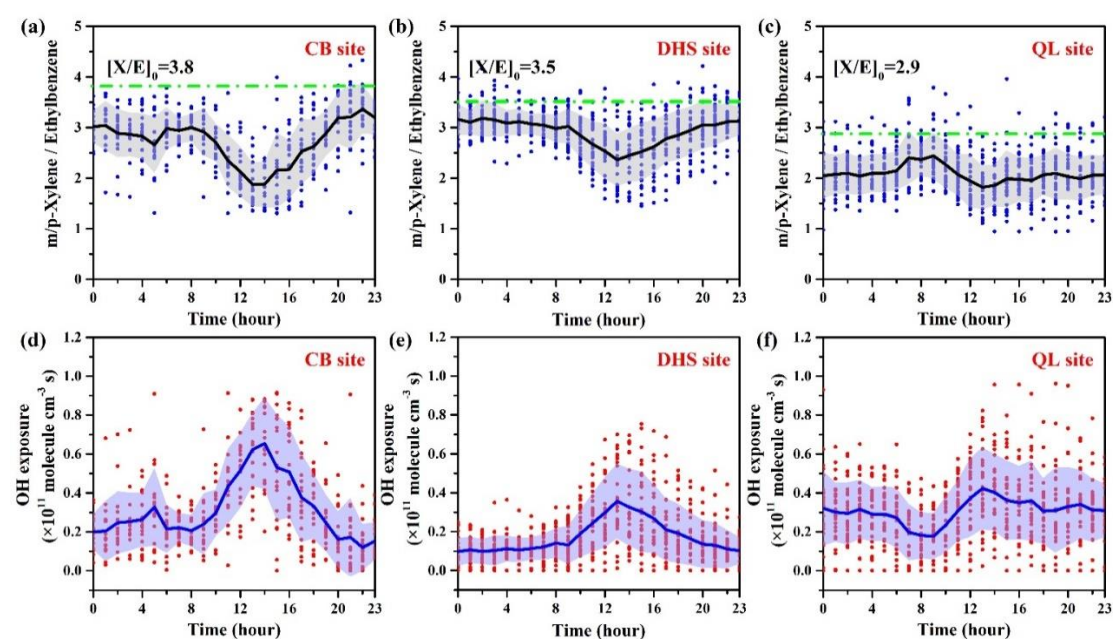 (a)
CB site
[X/E]₀=3.8
m/p-Xylene / Ethylbenzene
5
4
3
2
1
0
0 4 8 12 16 20 23
Time (hour)
(b)
DHS site
[X/E]₀=3.5
m/p-Xylene / Ethylbenzene
5
4
3
2
1
0
0 4 8 12 16 20 23
Time (hour)
(c)
QL site
[X/E]₀=2.9
m/p-Xylene / Ethylbenzene
5
4
3
2
1
0
0 4 8 12 16 20 23
Time (hour)
(d)
CB site
OH exposure
(×10¹¹ molecule cm⁻³ s)
1.2
1.0
0.8
0.6
0.4
0.2
0.0
0 4 8 12 16 20 23
Time (hour)
(e)
DHS site
OH exposure
(×10¹¹ molecule cm⁻³ s)
1.2
1.0
0.8
0.6
0.4
0.2
0.0
0 4 8 12 16 20 23
Time (hour)
(f)
QL site
OH exposure
(×10¹¹ molecule cm⁻³ s)
1.2
1.0
0.8
0.6
0.4
0.2
0.0
0 4 8 12 16 20 23
Time (hour)